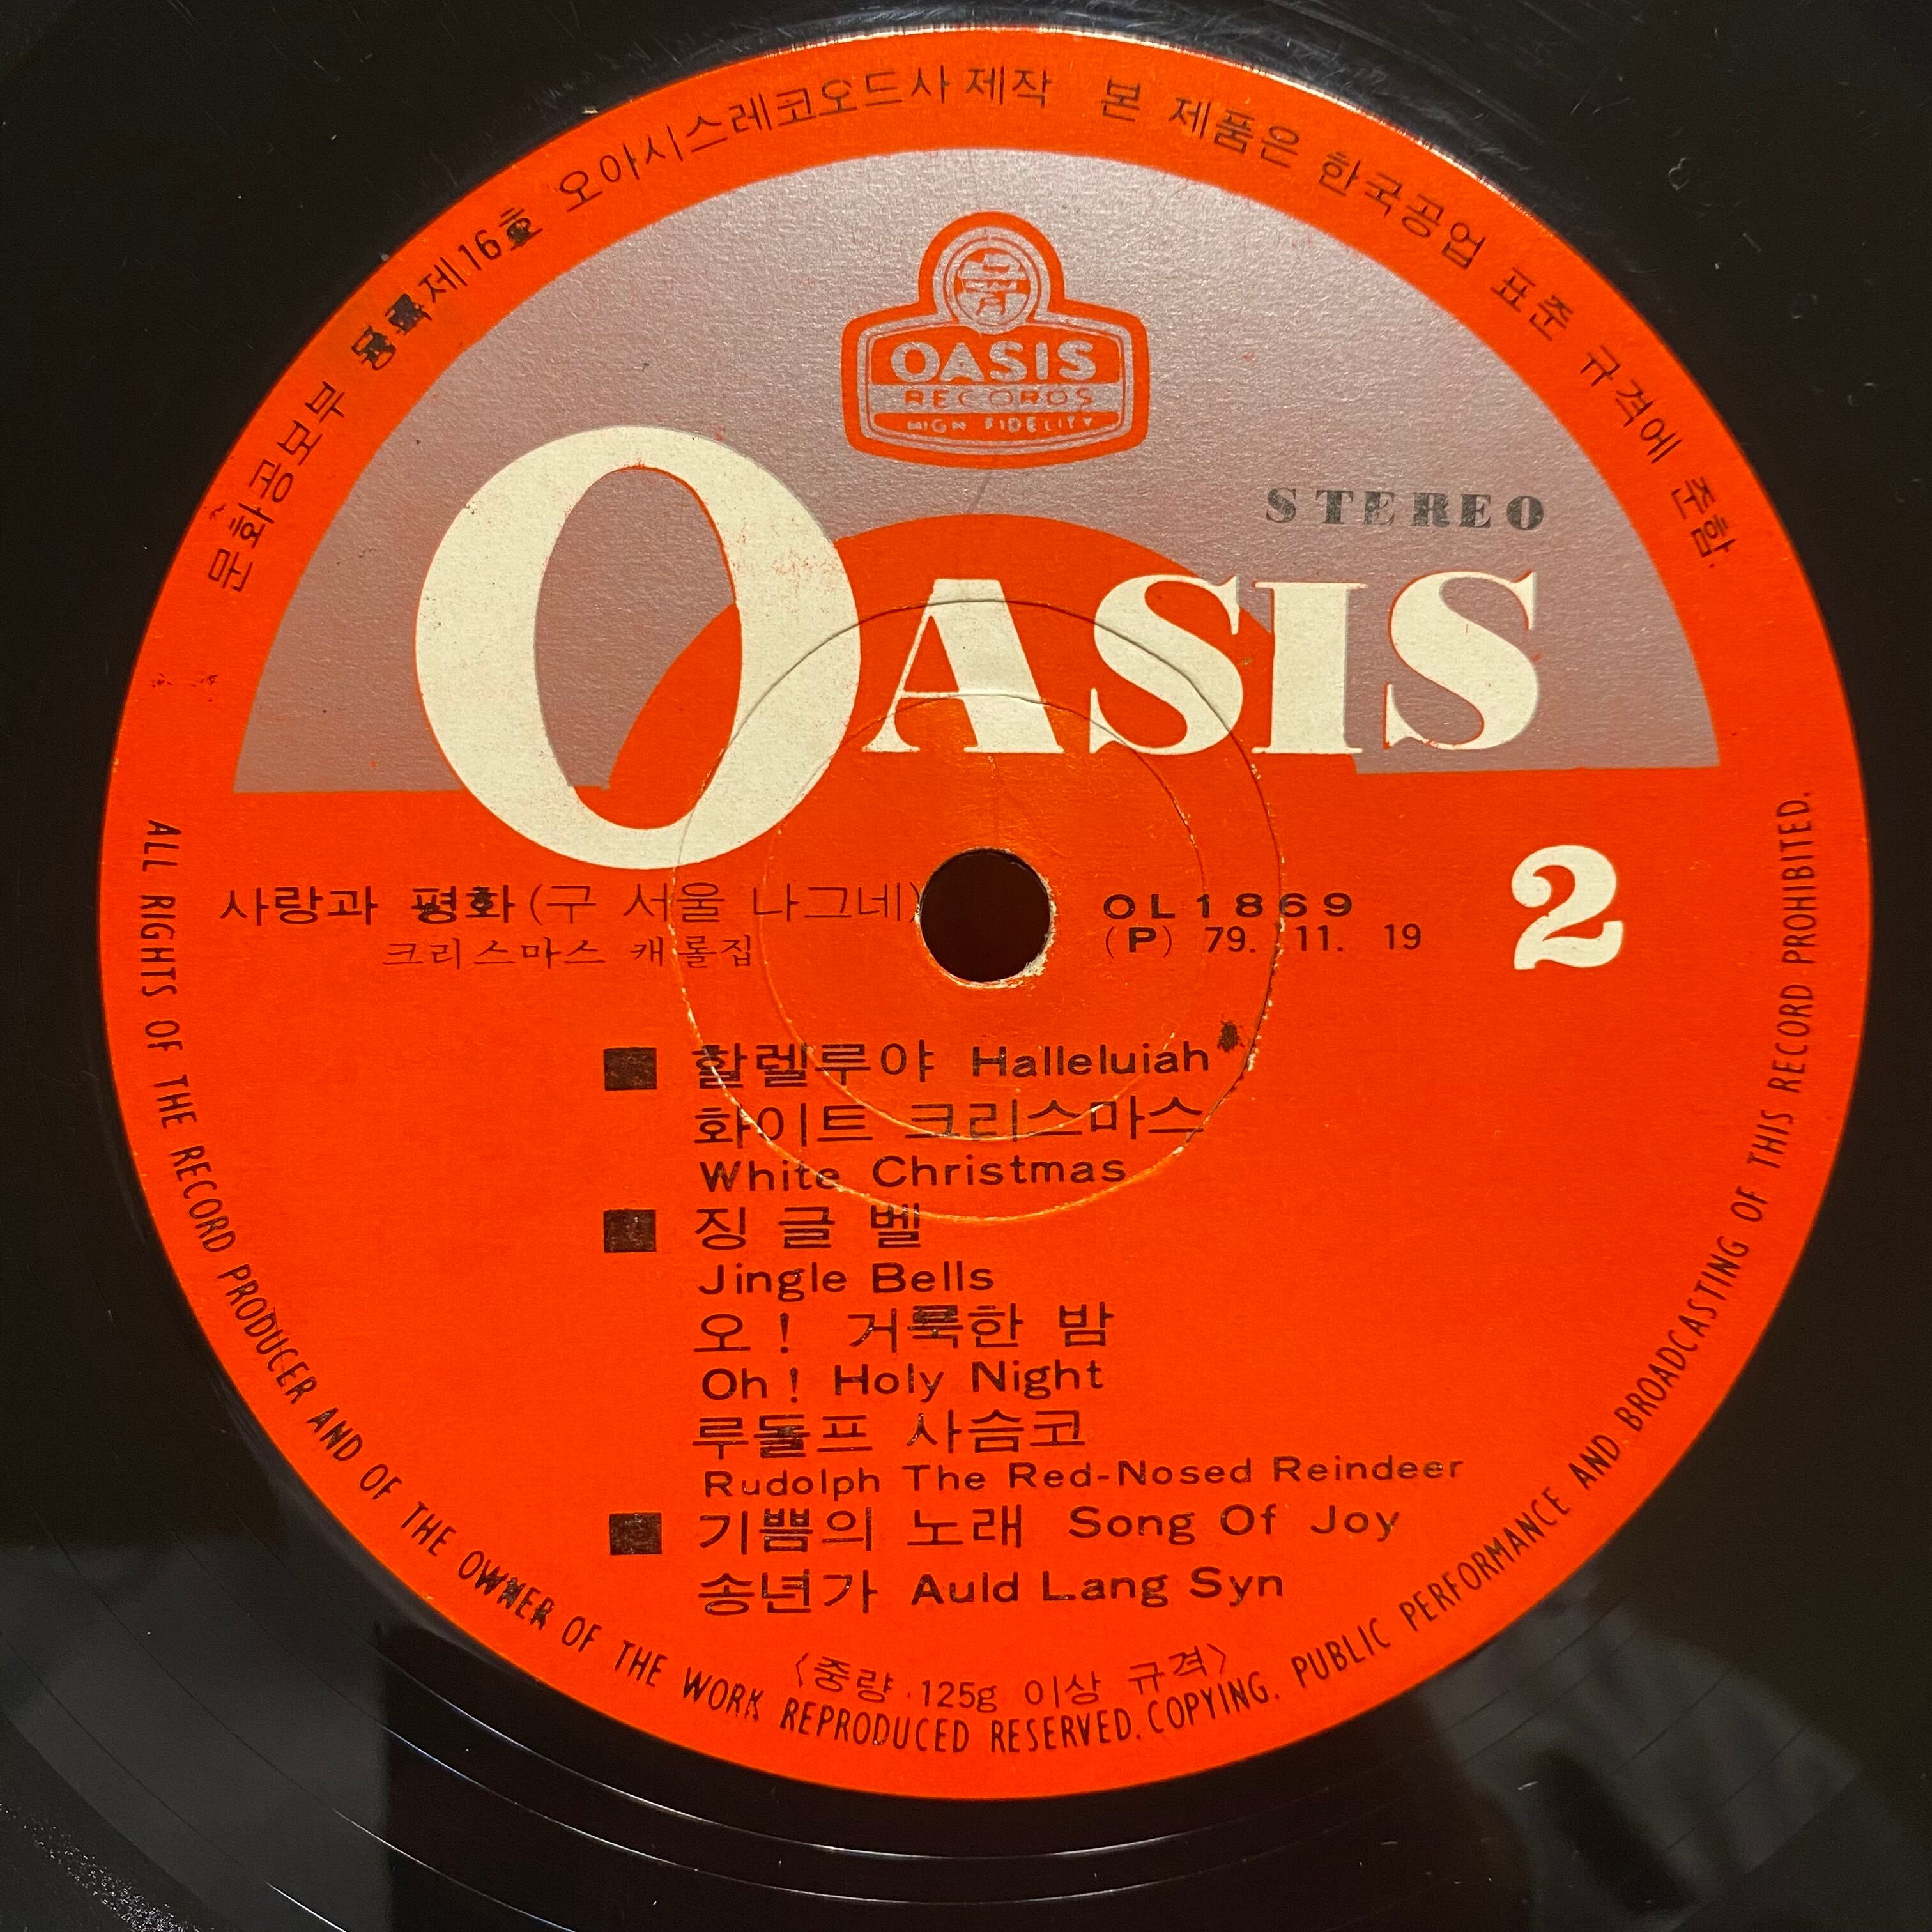 문화공보부 등록제16호 오아시스레코오드사 제작 본 제품은 한국공업 표준 규격에 준함.
OASIS
RECORDS
HIGH FIDELITY
STEREO
OASIS
2
사랑과 평화(구 서울 나그네)
크리스마스 캐롤집
OL1869
(P) 79. 11. 19
■ 할렐루야 Halleluiah
화이트 크리스마스
White Christmas
■ 징글벨
Jingle Bells
오! 거룩한 밤
Oh! Holy Night
루돌프 사슴코
Rudolph The Red-Nosed Reindeer
■ 기쁨의 노래 Song Of Joy
송년가 Auld Lang Syn
〈중량 125g 이상 규격〉
ALL RIGHTS OF THE RECORD PRODUCER AND OF THE OWNER OF THE WORK REPRODUCED RESERVED. COPYING. PUBLIC PERFORMANCE AND BROADCASTING OF THIS RECORD PROHIBITED.